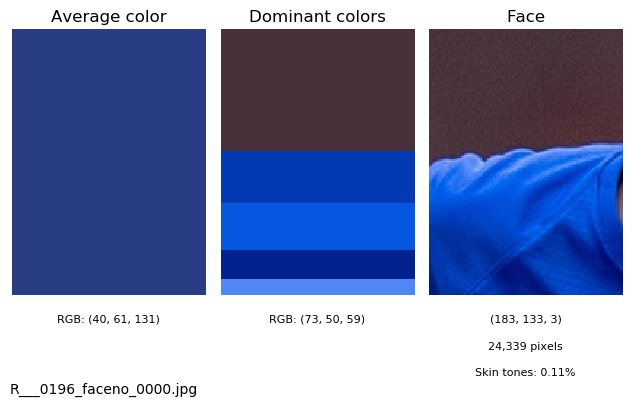 Average color
Dominant colors
Face
RGB: (40, 61, 131)
RGB: (73, 50, 59)
(183, 133, 3)
24,339 pixels
Skin tones: 0.11%
R___0196_faceno_0000.jpg